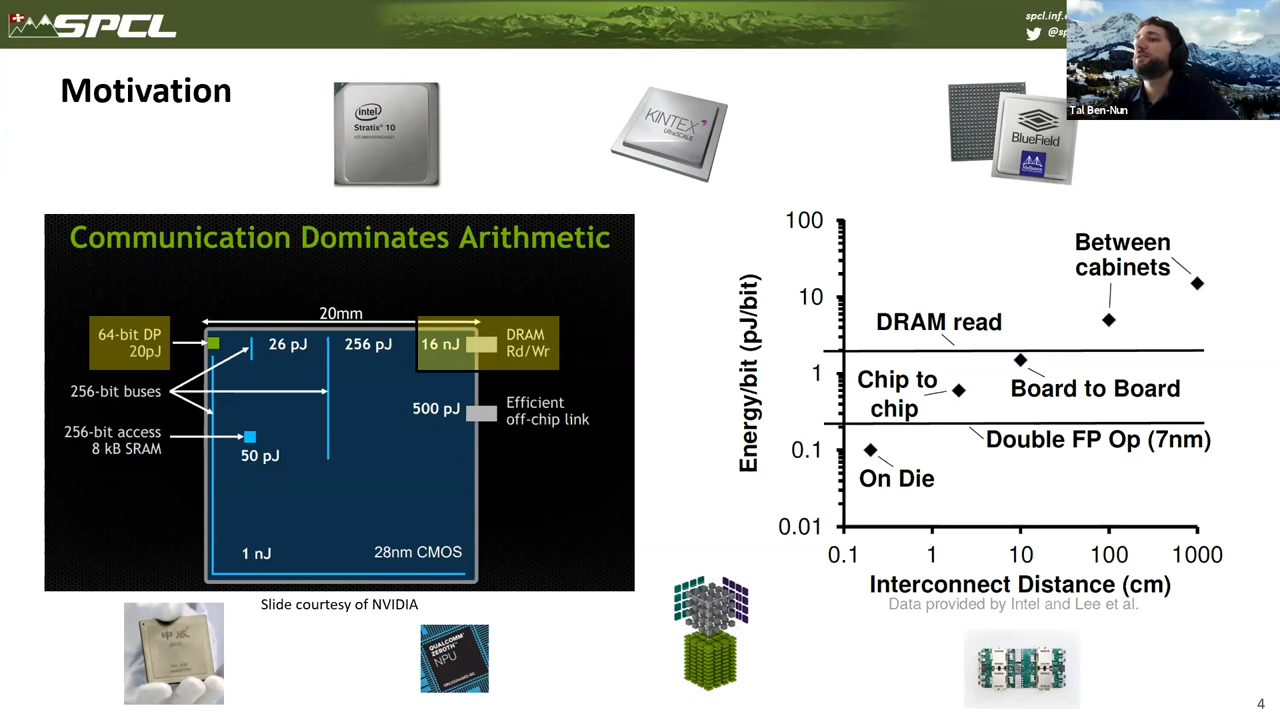 SPCL
spcl.inf.
@sp
Tal Ben-Nun
Motivation
intel
Stratix® 10
KINTEX
UltraSCALE
BlueField
Mellanox
Communication Dominates Arithmetic
20mm
64-bit DP
20pJ
26 pJ
256 pJ
16 nJ
DRAM
Rd/Wr
256-bit buses
500 pJ
Efficient
off-chip link
256-bit access
8 kB SRAM
50 pJ
1 nJ
28nm CMOS
Slide courtesy of NVIDIA
Energy/bit (pJ/bit)
100
10
1
0.1
0.01
Between
cabinets
DRAM read
Chip to
chip
Board to Board
Double FP Op (7nm)
On Die
0.1
1
10
100
1000
Interconnect Distance (cm)
Data provided by Intel and Lee et al.
申威
QUALCOMM
ZEROTH™
NPU
4